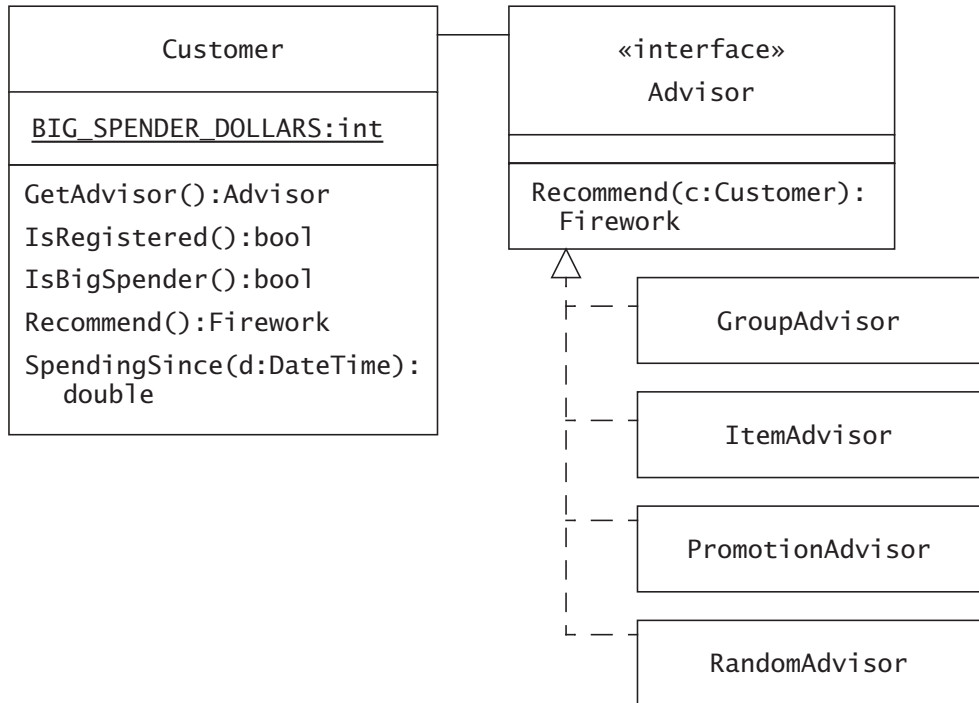 Customer
BIG_SPENDER_DOLLARS:int
GetAdvisor():Advisor
IsRegistered():bool
IsBigSpender():bool
Recommend():Firework
SpendingSince(d:DateTime):
double
«interface»
Advisor
Recommend(c:Customer):
Firework
GroupAdvisor
ItemAdvisor
PromotionAdvisor
RandomAdvisor